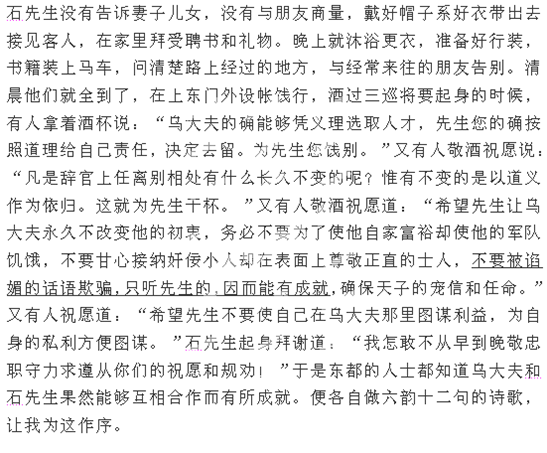 石先生没有告诉妻子儿女，没有与朋友商量，戴好帽子系好衣带出去
接见客人，在家里拜受聘书和礼物。晚上就沐浴更衣，准备好行装，
书籍装上马车，问清楚路上经过的地方，与经常来往的朋友告别。清
晨他们就全到了，在上东门外设帐饯行，酒过三巡将要起身的时候，
有人拿着酒杯说：“乌大夫的确能够凭义理选取人才，先生您的确按
照道理给自己责任，决定去留。为先生您饯别。”又有人敬酒祝愿说：
“凡是辞官上任离别相处有什么长久不变的呢？惟有不变的是以道义
作为依归。这就为先生干杯。”又有人敬酒祝愿道：“希望先生让乌
大夫永久不改变他的初衷，务必不要为了使他自家富裕却使他的军队
饥饿，不要甘心接纳奸佞小人却在表面上尊敬正直的士人，不要被谄
媚的话语欺骗,只听先生的,因而能有成就,确保天子的宠信和任命。”
又有人祝愿道：“希望先生不要使自己在乌大夫那里图谋利益，为自
身的私利方便图谋。”石先生起身拜谢道：“我怎敢不从早到晚敬忠
职守力求遵从你们的祝愿和规劝！”于是东都的人士都知道乌大夫和
石先生果然能够互相合作而有所成就。便各自做六韵十二句的诗歌，
让我为这作序。